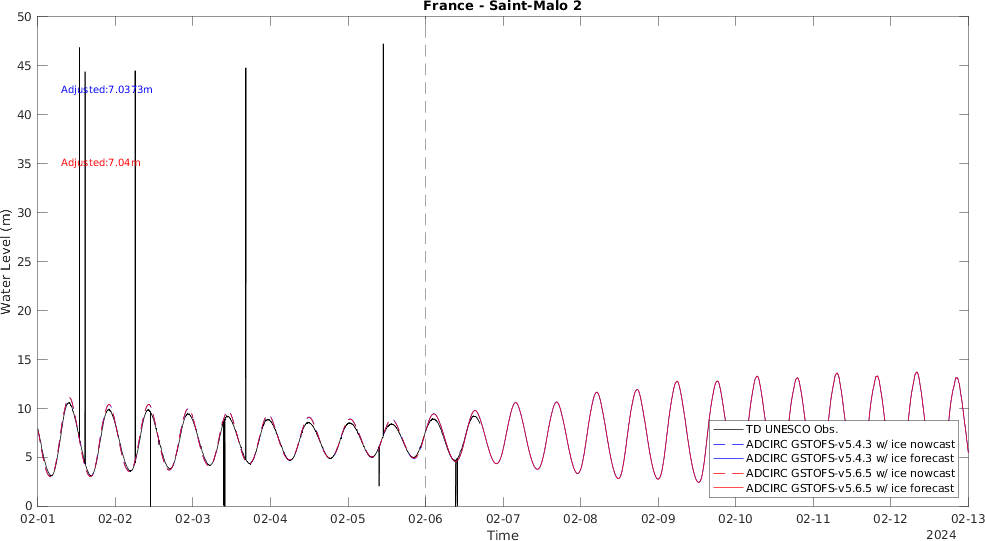 France - Saint-Malo 2
50
45
40
35
30
25
20
15
10
5
0
Water Level (m)
Adjusted:7.0373m
Adjusted:7.04m
TD UNESCO Obs.
ADCIRC GSTOFS-v5.4.3 w/ ice nowcast
ADCIRC GSTOFS-v5.4.3 w/ ice forecast
ADCIRC GSTOFS-v5.6.5 w/ ice nowcast
ADCIRC GSTOFS-v5.6.5 w/ ice forecast
02-01 02-02 02-03 02-04 02-05 02-06 02-07 02-08 02-09 02-10 02-11 02-12 02-13
Time
2024